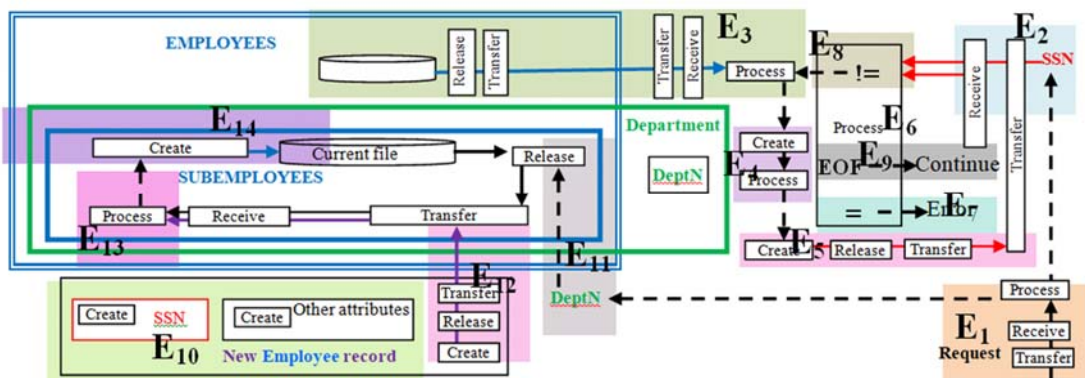 EMPLOYEES
Release
Transfer
Transfer
Receive
E3
Process
E8
!=
E2
SSN
Receive
Transfer
E14
Create
Current file
Release
Department
DeptN
Create
E4
Process
Process
E6
EOF
E9
Continue
=
Error
E7
SUBEMPLOYEES
Process
Receive
Transfer
E13
E11
Create
E5
Release
Transfer
E12
DeptN
Transfer
Release
Create
Create
SSN
E10
Create
Other attributes
New Employee record
Process
E1
Receive
Request
Transfer